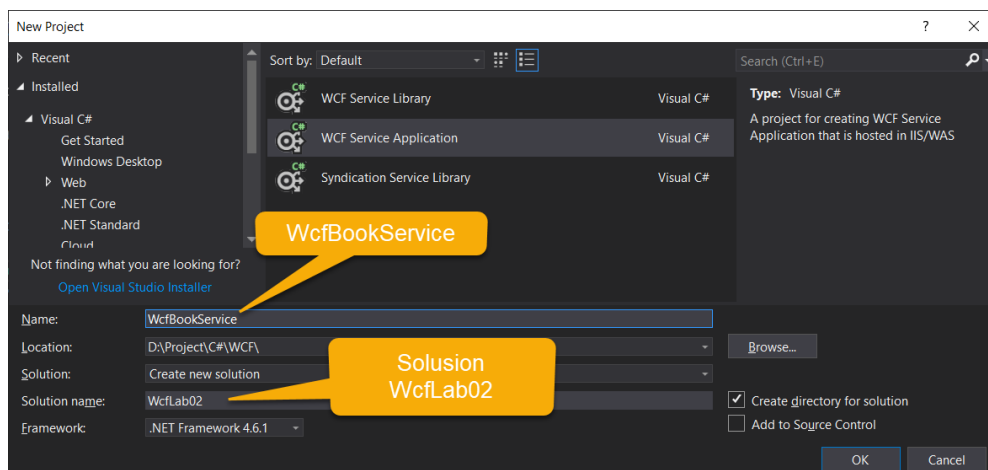 New Project
? ×
Recent
Installed
Visual C#
Get Started
Windows Desktop
Web
.NET Core
.NET Standard
Cloud
Not finding what you are looking for?
Open Visual Studio Installer
Sort by: Default
C# WCF Service Library Visual C#
C# WCF Service Application Visual C#
C# Syndication Service Library Visual C#
Search (Ctrl+E)
Type: Visual C#
A project for creating WCF Service
Application that is hosted in IIS/WAS
WcfBookService
Name: WcfBookService
Location: D:\Project\C#\WCF\
Browse...
Solution: Create new solution
Solution name: WcfLab02
Solusion
WcfLab02
Framework: .NET Framework 4.6.1
Create directory for solution
Add to Source Control
OK Cancel